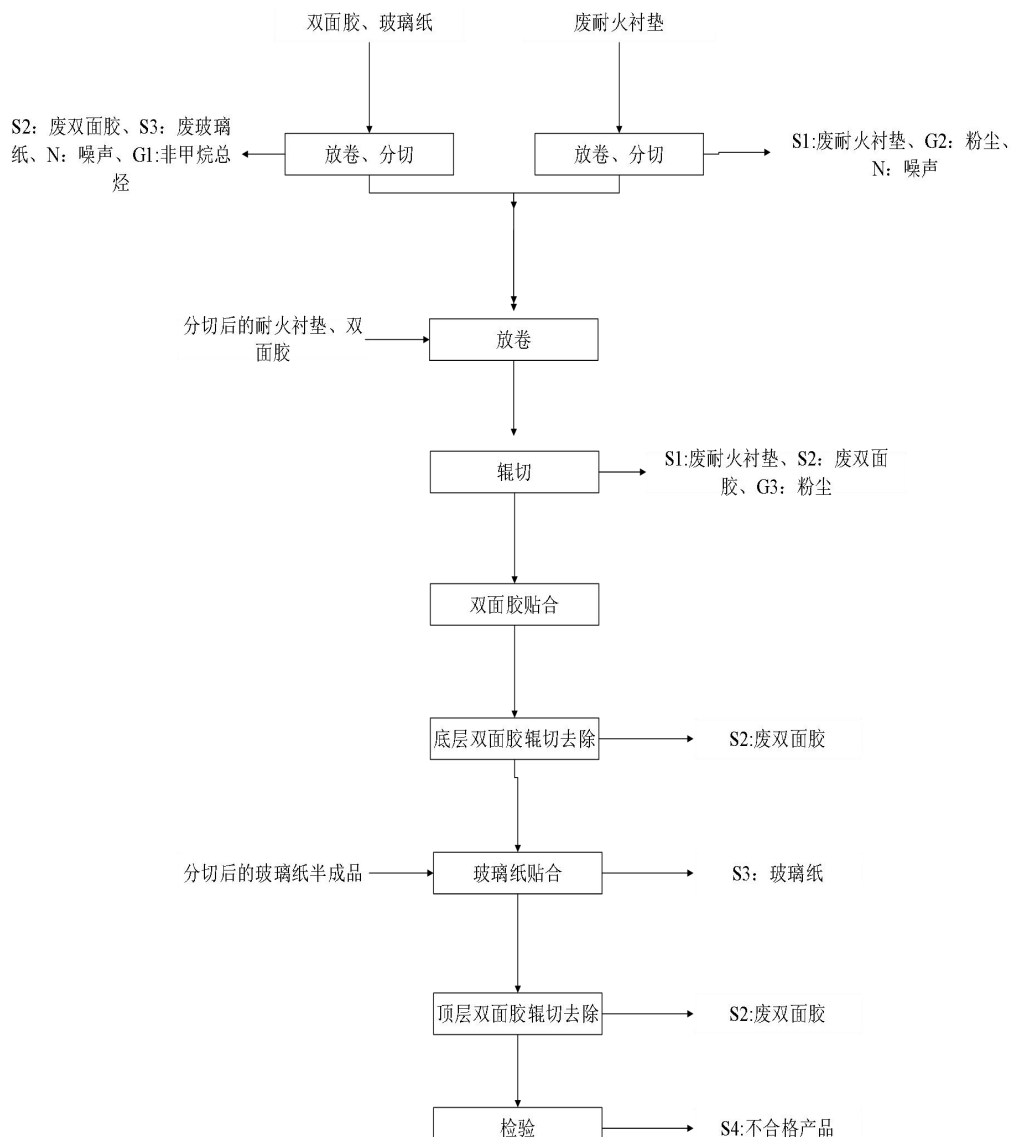 双面胶、玻璃纸
废耐火衬垫
S2：废双面胶、S3：废玻璃
纸、N：噪声、G1:非甲烷总
烃
放卷、分切
放卷、分切
S1:废耐火衬垫、G2：粉尘、
N：噪声
分切后的耐火衬垫、双
面胶
放卷
辊切
S1:废耐火衬垫、S2：废双面
胶、G3：粉尘
双面胶贴合
底层双面胶辊切去除
S2:废双面胶
分切后的玻璃纸半成品
玻璃纸贴合
S3：玻璃纸
顶层双面胶辊切去除
S2:废双面胶
检验
S4:不合格产品